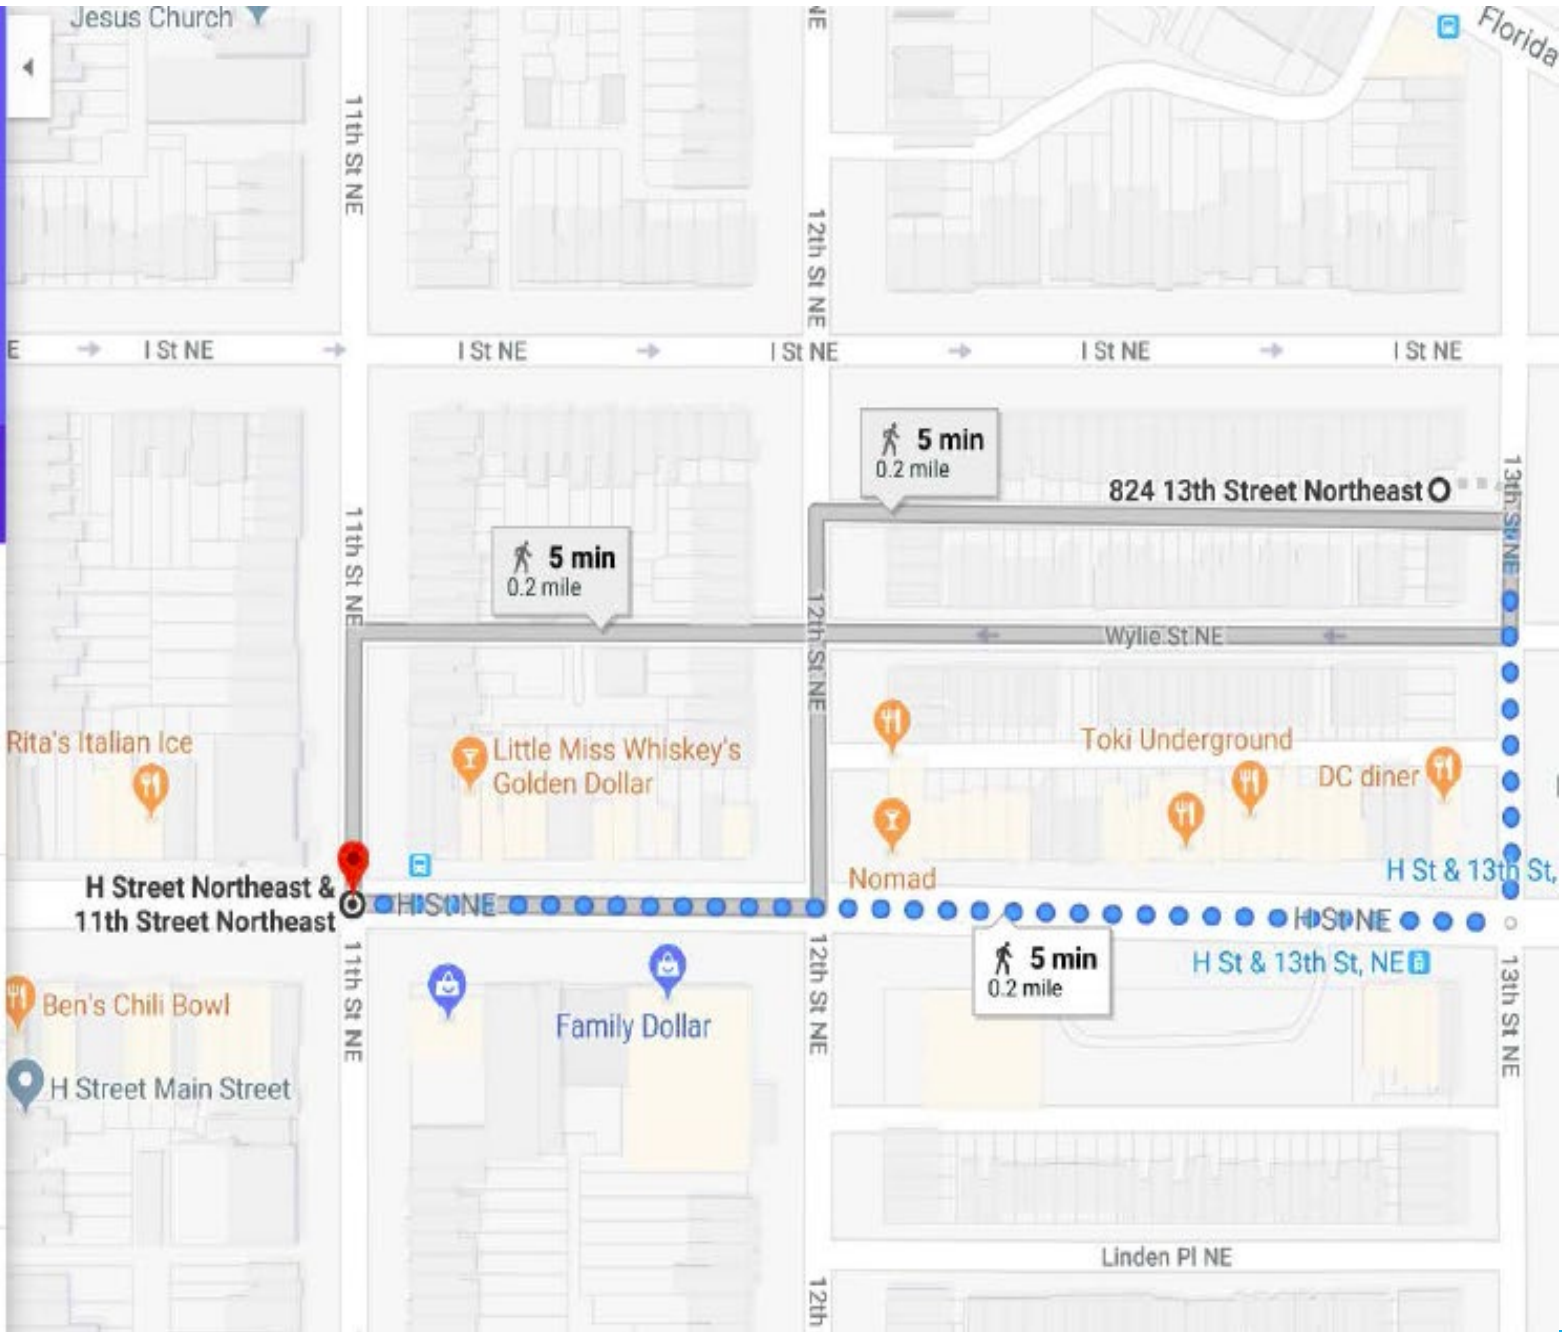 Jesus Church
NE
Florida
11th St NE
12th St NE
E
I St NE
I St NE
I St NE
I St NE
I St NE
5 min
0.2 mile
824 13th Street Northeast
13th St NE
11th St NE
5 min
0.2 mile
12th St NE
Wylie St NE
Rita's Italian Ice
Little Miss Whiskey's
Golden Dollar
Toki Underground
DC diner
H St & 13th St,
Nomad
H Street Northeast &
11th Street Northeast
H St NE
H St NE
5 min
0.2 mile
H St & 13th St, NE
11th St NE
12th St NE
13th St NE
Ben's Chili Bowl
Family Dollar
H Street Main Street
Linden Pl NE
12th